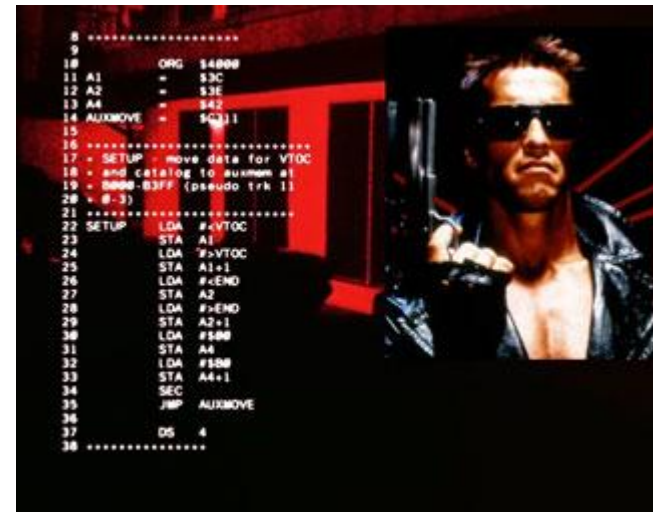 8 ********************
9
10 ORG $4000
11 A1 = $3C
12 A2 = $3E
13 A4 = $42
14 AUXMOVE = $C311
15
16 *****************************
17 * SETUP - move data for VTOC
18 * and catalog to auxmem at
19 * B000-B3FF (pseudo trk 11
20 * 0-3)
21 ***************************
22 SETUP LDA #<VTOC
23 STA A1
24 LDA #>VTOC
25 STA A1+1
26 LDA #<END
27 STA A2
28 LDA #>END
29 STA A2+1
30 LDA #$00
31 STA A4
32 LDA #$B0
33 STA A4+1
34 SEC
35 JMP AUXMOVE
36
37 DS 4
38 ****************